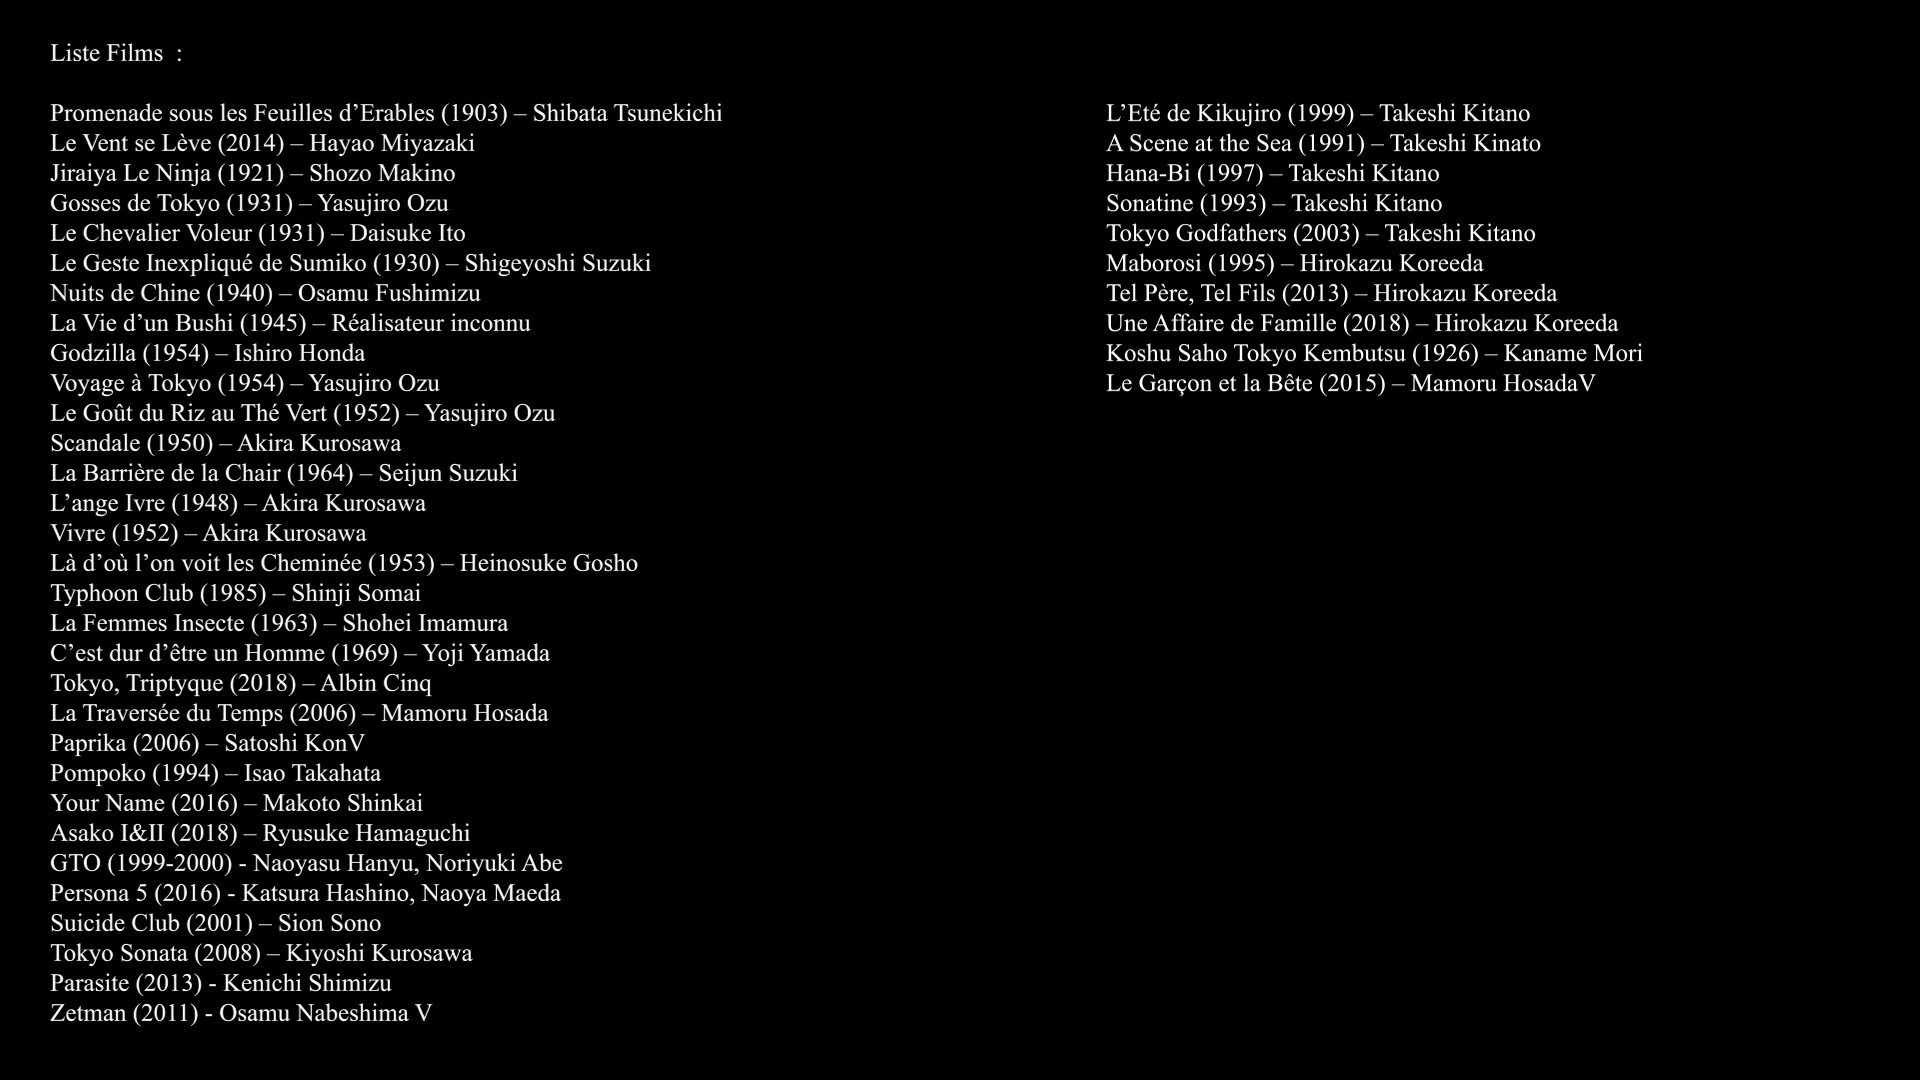 Liste Films  :
Promenade sous les Feuilles d’Erables (1903) – Shibata Tsunekichi
Le Vent se Lève (2014) – Hayao Miyazaki
Jiraiya Le Ninja (1921) – Shozo Makino
Gosses de Tokyo (1931) – Yasujiro Ozu
Le Chevalier Voleur (1931) – Daisuke Ito
Le Geste Inexpliqué de Sumiko (1930) – Shigeyoshi Suzuki
Nuits de Chine (1940) – Osamu Fushimizu
La Vie d’un Bushi (1945) – Réalisateur inconnu
Godzilla (1954) – Ishiro Honda
Voyage à Tokyo (1954) – Yasujiro Ozu
Le Goût du Riz au Thé Vert (1952) – Yasujiro Ozu
Scandale (1950) – Akira Kurosawa
La Barrière de la Chair (1964) – Seijun Suzuki
L’ange Ivre (1948) – Akira Kurosawa
Vivre (1952) – Akira Kurosawa
Là d’où l’on voit les Cheminée (1953) – Heinosuke Gosho
Typhoon Club (1985) – Shinji Somai
La Femmes Insecte (1963) – Shohei Imamura
C’est dur d’être un Homme (1969) – Yoji Yamada
Tokyo, Triptyque (2018) – Albin Cinq
La Traversée du Temps (2006) – Mamoru Hosada
Paprika (2006) – Satoshi KonV
Pompoko (1994) – Isao Takahata
Your Name (2016) – Makoto Shinkai
Asako I&II (2018) – Ryusuke Hamaguchi
GTO (1999-2000) - Naoyasu Hanyu, Noriyuki Abe
Persona 5 (2016) - Katsura Hashino, Naoya Maeda
Suicide Club (2001) – Sion Sono
Tokyo Sonata (2008) – Kiyoshi Kurosawa
Parasite (2013) - Kenichi Shimizu
Zetman (2011) - Osamu Nabeshima V
L’Eté de Kikujiro (1999) – Takeshi Kitano
A Scene at the Sea (1991) – Takeshi Kinato
Hana-Bi (1997) – Takeshi Kitano
Sonatine (1993) – Takeshi Kitano
Tokyo Godfathers (2003) – Takeshi Kitano
Maborosi (1995) – Hirokazu Koreeda
Tel Père, Tel Fils (2013) – Hirokazu Koreeda
Une Affaire de Famille (2018) – Hirokazu Koreeda
Koshu Saho Tokyo Kembutsu (1926) – Kaname Mori
Le Garçon et la Bête (2015) – Mamoru HosadaV